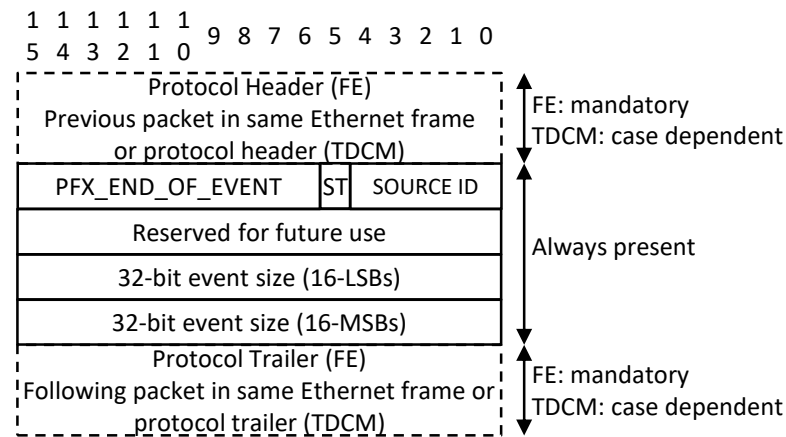 1 1 1 1 1 1 9 8 7 6 5 4 3 2 1 0
5 4 3 2 1 0
Protocol Header (FE)
Previous packet in same Ethernet frame
or protocol header (TDCM)
FE: mandatory
TDCM: case dependent
PFX_END_OF_EVENT ST SOURCE ID
Reserved for future use
32-bit event size (16-LSBs)
32-bit event size (16-MSBs)
Always present
Protocol Trailer (FE)
Following packet in same Ethernet frame or
protocol trailer (TDCM)
FE: mandatory
TDCM: case dependent